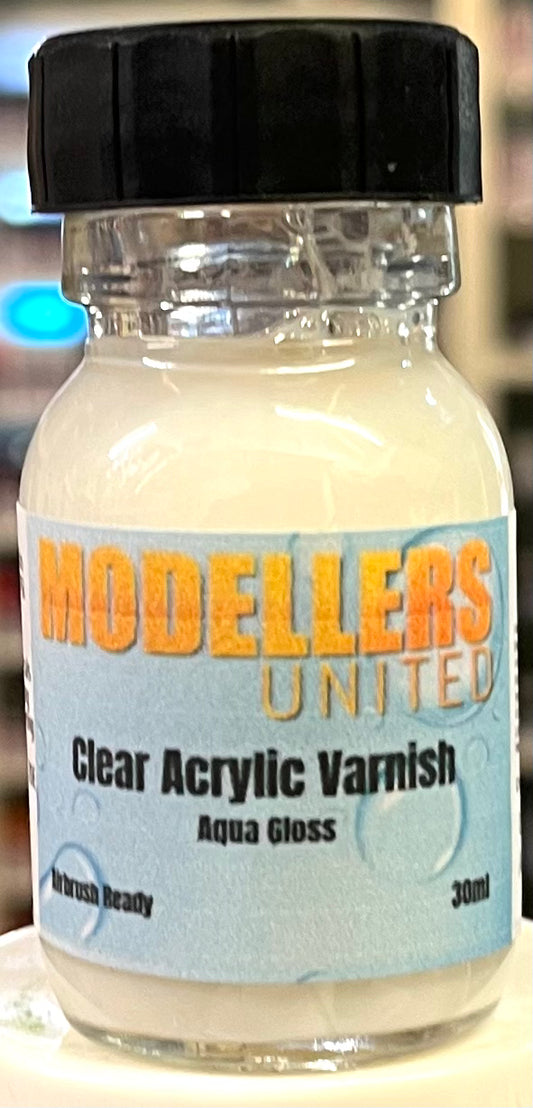 MODELLERS
UNITED
Clear Acrylic Varnish
Aqua Gloss
Airbrush Ready
30ml